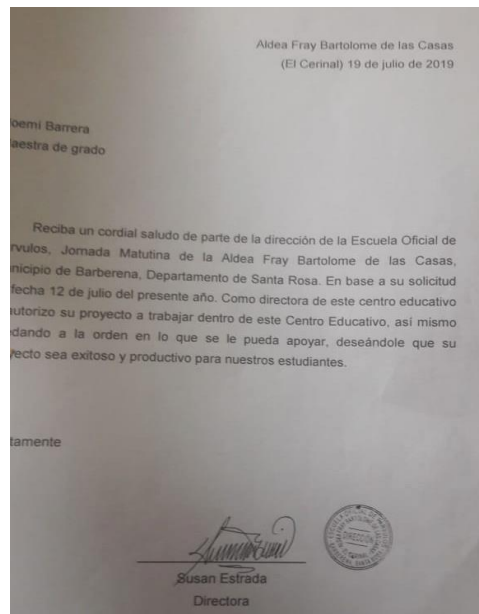 Aldea Fray Bartolome de las Casas
(El Cerinal) 19 de julio de 2019
oemi Barrera
aestra de grado
Reciba un cordial saludo de parte de la dirección de la Escuela Oficial de
rvulos, Jornada Matutina de la Aldea Fray Bartolome de las Casas,
nicipio de Barberena, Departamento de Santa Rosa. En base a su solicitud
fecha 12 de julio del presente año. Como directora de este centro educativo
utorizo su proyecto a trabajar dentro de este Centro Educativo, así mismo
dando a la orden en lo que se le pueda apoyar, deseándole que su
yecto sea exitoso y productivo para nuestros estudiantes.
tamente
Susan Estrada
Directora
DIRECCIÓN